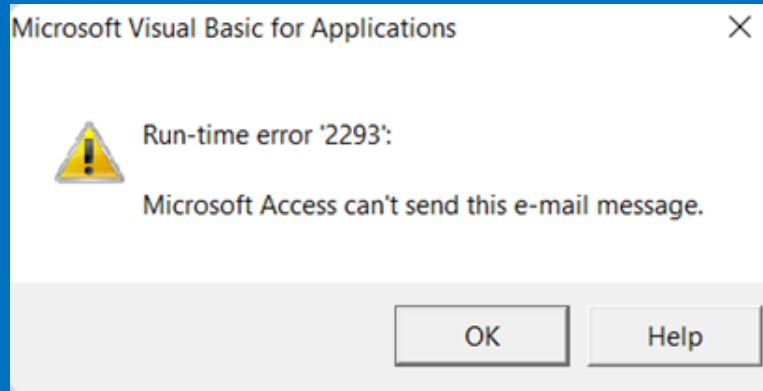 Microsoft Visual Basic for Applications
Run-time error '2293':
Microsoft Access can't send this e-mail message.
OK
Help